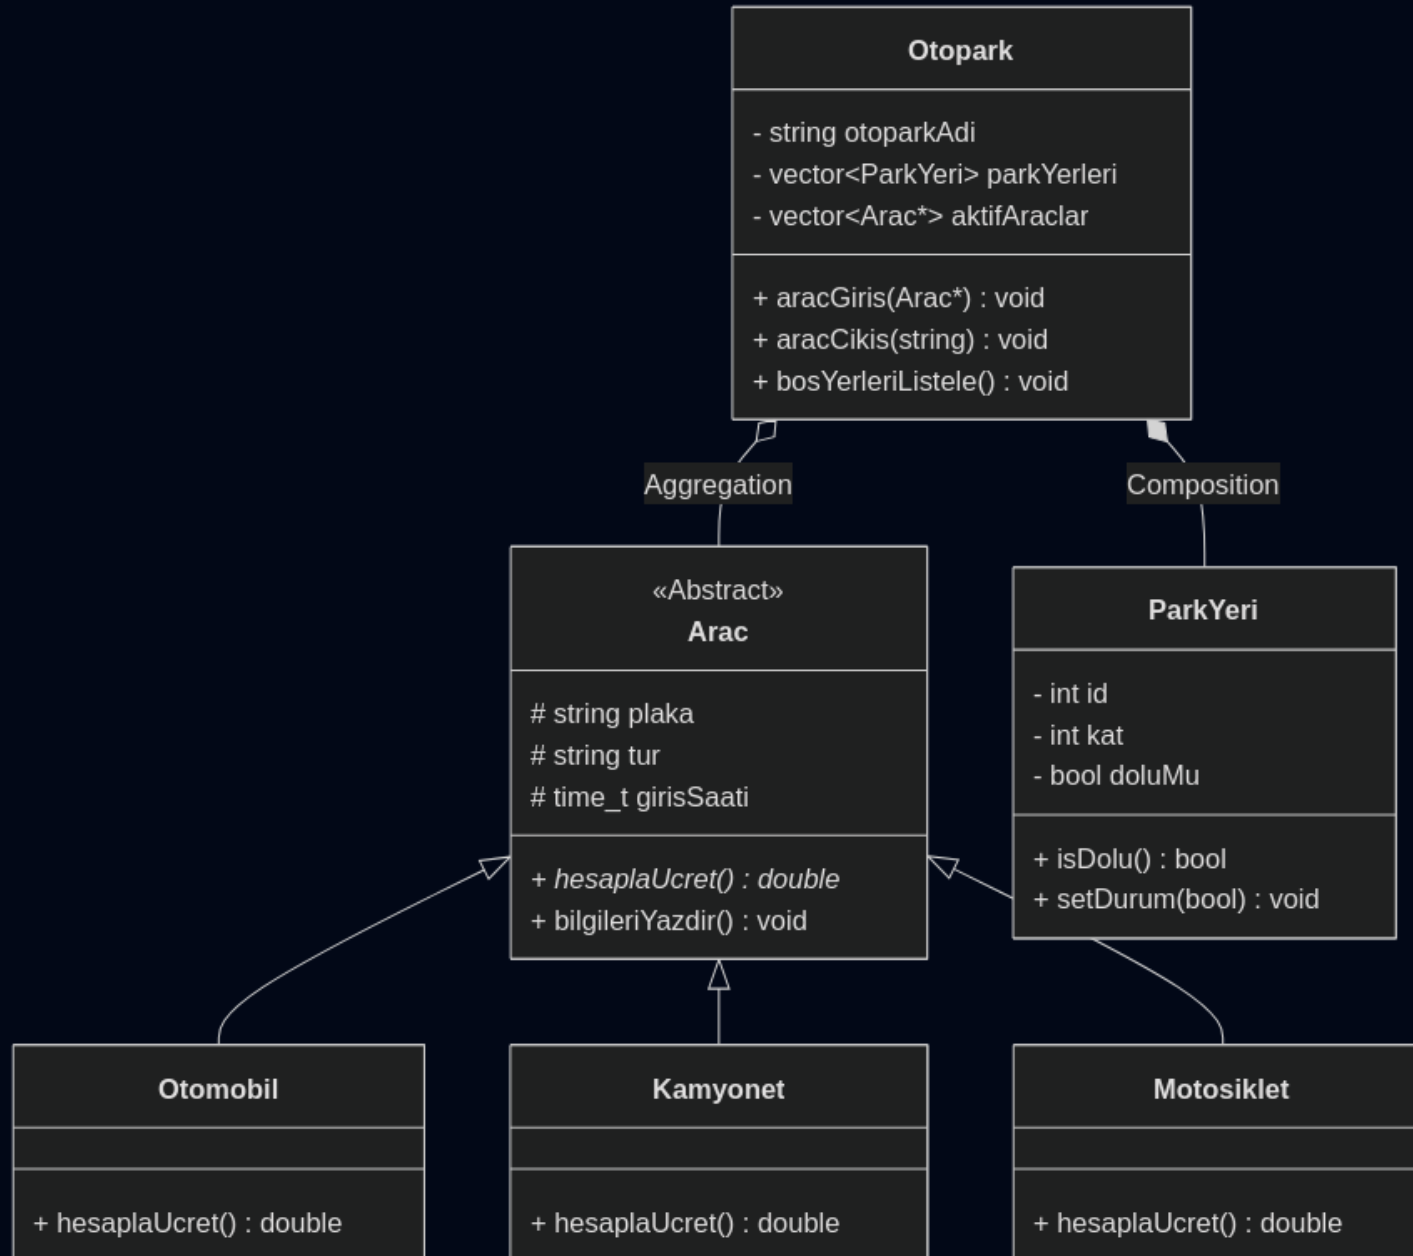 Otopark
- string otoparkAdi
- vector<ParkYeri> parkYerleri
- vector<Arac*> aktifAraclar
+ aracGiris(Arac*) : void
+ aracCikis(string) : void
+ bosYerleriListele() : void
Aggregation
Composition
«Abstract»
Arac
# string plaka
# string tur
# time_t girisSaati
+ hesaplaUcret() : double
+ bilgileriYazdir() : void
ParkYeri
- int id
- int kat
- bool doluMu
+ isDolu() : bool
+ setDurum(bool) : void
Otomobil
+ hesaplaUcret() : double
Kamyonet
+ hesaplaUcret() : double
Motosiklet
+ hesaplaUcret() : double